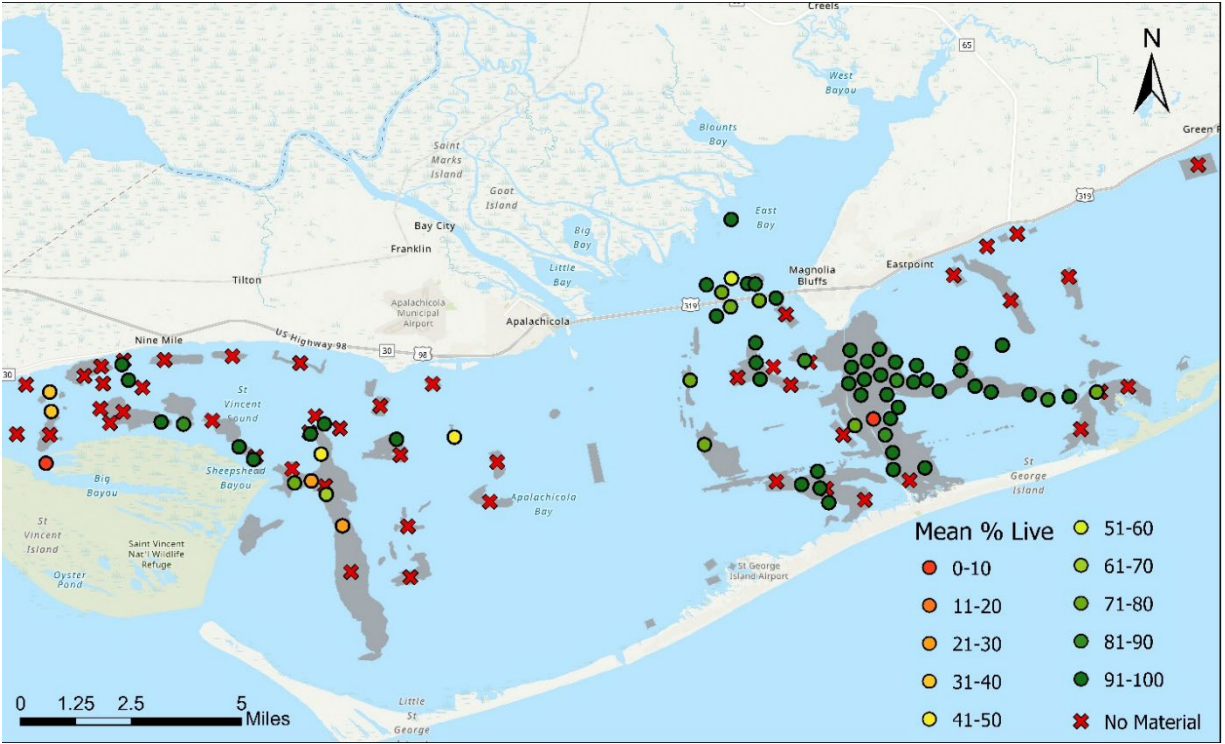 Creels
N
65
West
Bayou
Blounts
Bay
Green
Saint
Marks
Island
Goat
Island
319
East
Bay
Bay City
Big
Bay
Franklin
Eastpoint
Magnolia
Bluffs
Little
Bay
Tilton
Apalachicola
Municipal
Airport
319
Apalachicola
Nine Mile
US Highway 98
30
98
30
St
Vincent
Sound
Big
Bayou
Sheepshead
Bayou
St
George
Island
Apalachicola
Bay
St
Vincent
Island
Saint Vincent
Nat'l Wildlife
Refuge
Oyster
Pond
St George
Island Airport
Mean % Live
0-10
11-20
21-30
31-40
41-50
51-60
61-70
71-80
81-90
91-100
No Material
0 1.25 2.5 5
Miles
Little
St
George